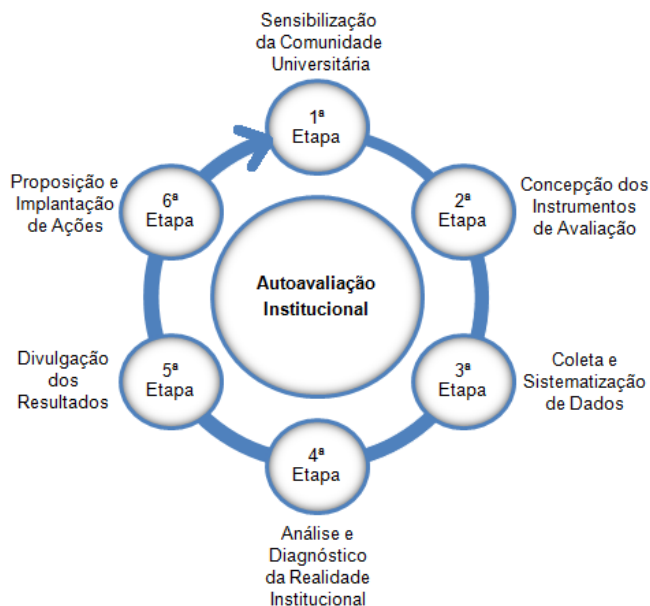 Sensibilização
da Comunidade
Universitária
1ª
Etapa
2ª
Etapa
Concepção dos
Instrumentos
de Avaliação
3ª
Etapa
Coleta e
Sistematização
de Dados
4ª
Etapa
Análise e
Diagnóstico
da Realidade
Institucional
5ª
Etapa
Divulgação
dos
Resultados
6ª
Etapa
Proposição e
Implantação
de Ações
Autoavaliação
Institucional